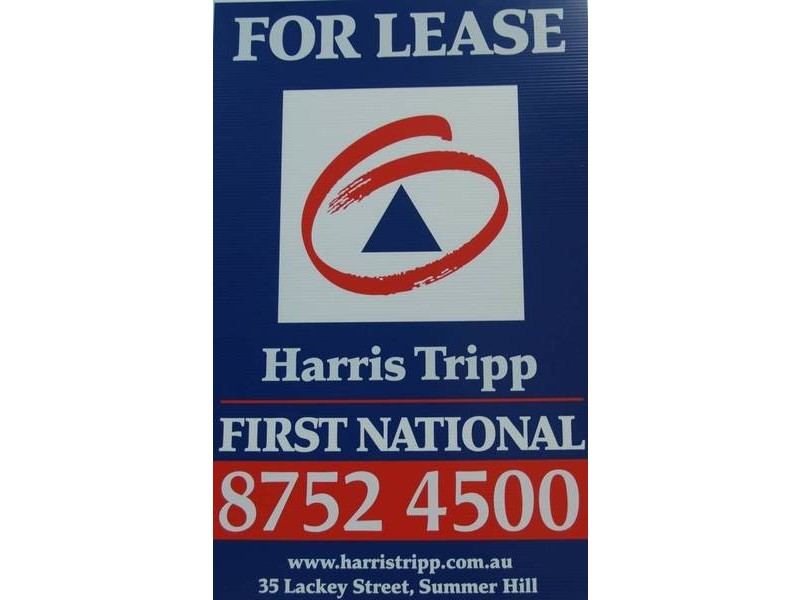 FOR LEASE
Harris Tripp
FIRST NATIONAL
8752 4500
www.harristripp.com.au
35 Lackey Street, Summer Hill